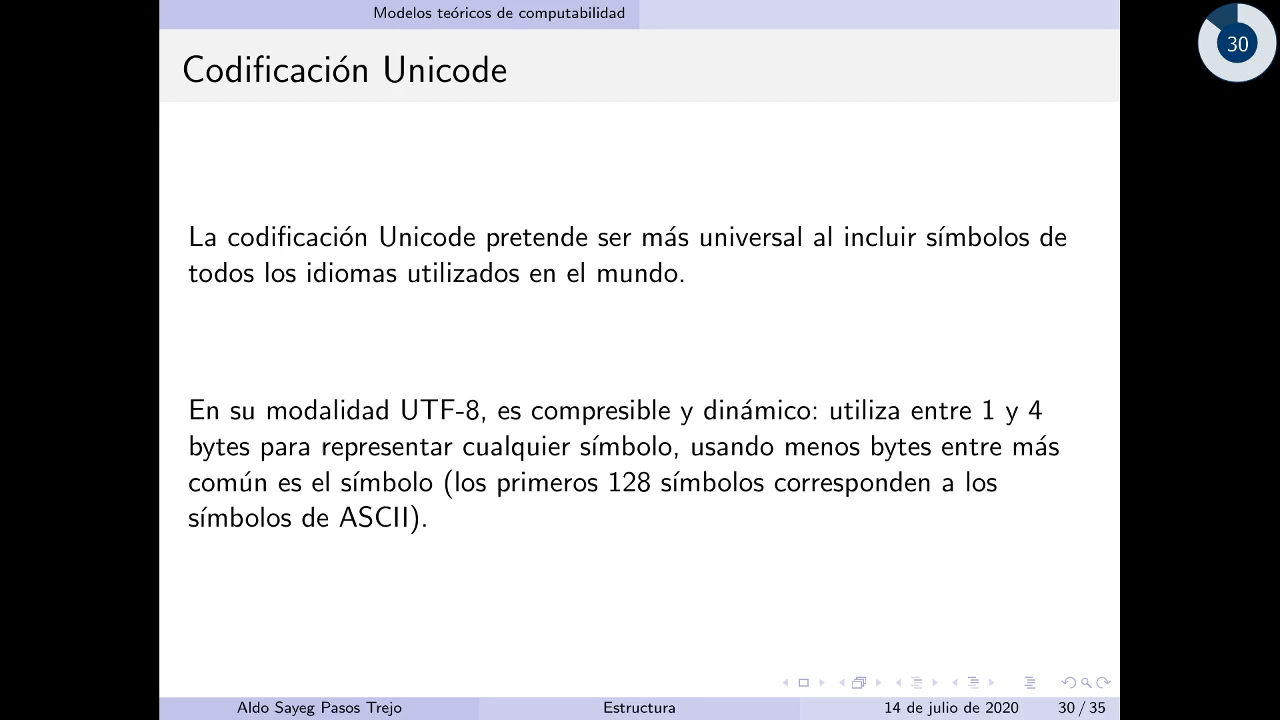 Modelos teóricos de computabilidad
30
Codificación Unicode
La codificación Unicode pretende ser más universal al incluir símbolos de
todos los idiomas utilizados en el mundo.
En su modalidad UTF-8, es compresible y dinámico: utiliza entre 1 y 4
bytes para representar cualquier símbolo, usando menos bytes entre más
común es el símbolo (los primeros 128 símbolos corresponden a los
símbolos de ASCII).
Aldo Sayeg Pasos Trejo
Estructura
14 de julio de 2020
30 / 35